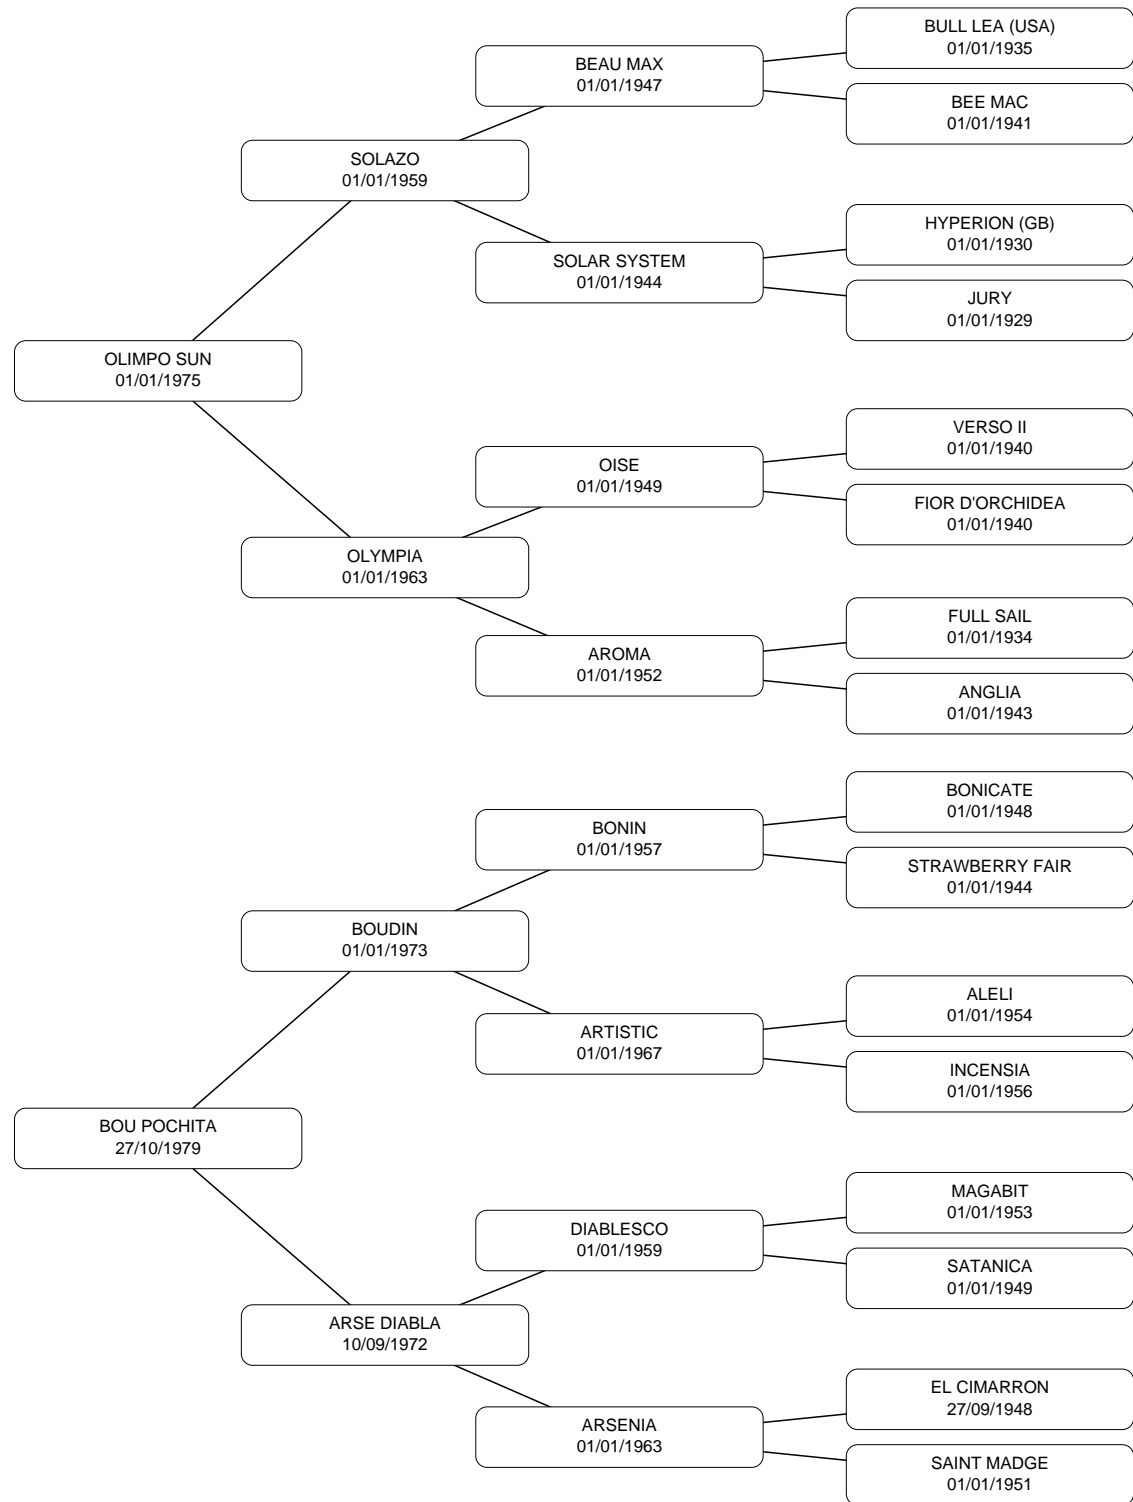 BULL LEA (USA)
01/01/1935
BEAU MAX
01/01/1947
BEE MAC
01/01/1941
SOLAZO
01/01/1959
HYPERION (GB)
01/01/1930
SOLAR SYSTEM
01/01/1944
JURY
01/01/1929
OLIMPO SUN
01/01/1975
VERSO II
01/01/1940
OISE
01/01/1949
FIOR D'ORCHIDEA
01/01/1940
OLYMPIA
01/01/1963
FULL SAIL
01/01/1934
AROMA
01/01/1952
ANGLIA
01/01/1943
BONICATE
01/01/1948
BONIN
01/01/1957
STRAWBERRY FAIR
01/01/1944
BOUDIN
01/01/1973
ALELI
01/01/1954
ARTISTIC
01/01/1967
INCENSIA
01/01/1956
BOU POCHITA
27/10/1979
MAGABIT
01/01/1953
DIABLESCO
01/01/1959
SATANICA
01/01/1949
ARSE DIABLA
10/09/1972
EL CIMARRON
27/09/1948
ARSENIA
01/01/1963
SAINT MADGE
01/01/1951